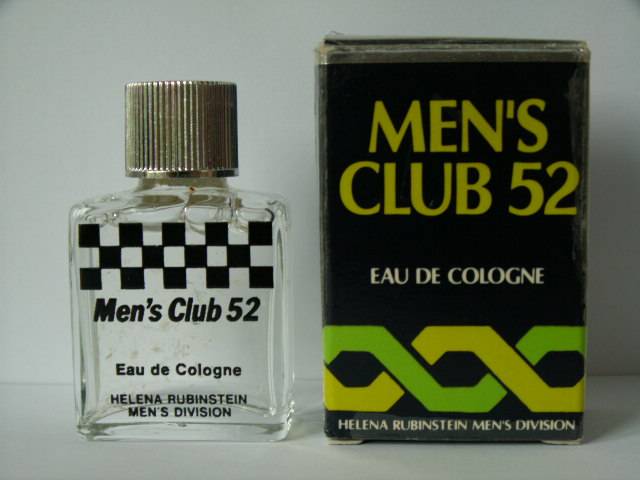 Men's Club 52
Eau de Cologne
HELENA RUBINSTEIN
MEN'S DIVISION
MEN'S
CLUB 52
EAU DE COLOGNE
HELENA RUBINSTEIN MEN'S DIVISION